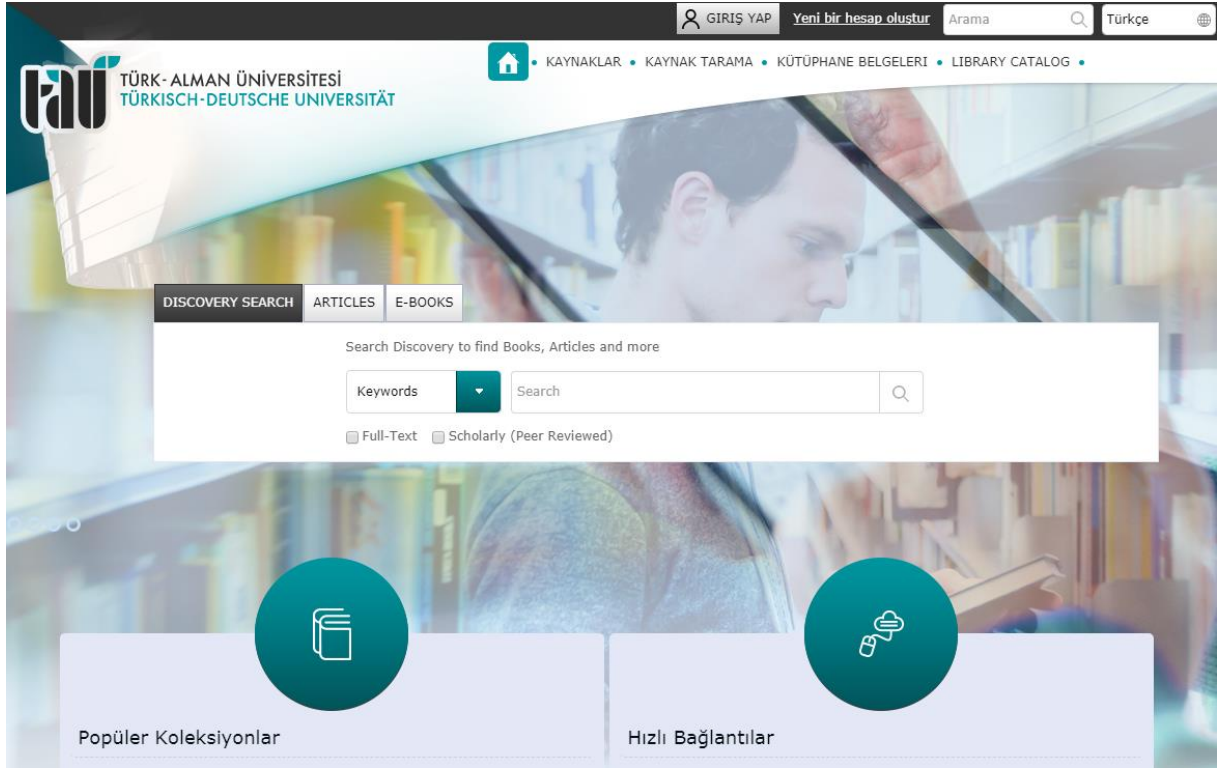 GIRIŞ YAP Yeni bir hesap oluştur Arama Türkçe
KAYNAKLAR • KAYNAK TARAMA • KÜTÜPHANE BELGELERI • LIBRARY CATALOG •
tau
TÜRK-ALMAN ÜNİVERSİTESİ
TÜRKISCH-DEUTSCHE UNIVERSITÄT
DISCOVERY SEARCH ARTICLES E-BOOKS
Search Discovery to find Books, Articles and more
Keywords Search
Full-Text Scholarly (Peer Reviewed)
Popüler Koleksiyonlar Hızlı Bağlantılar